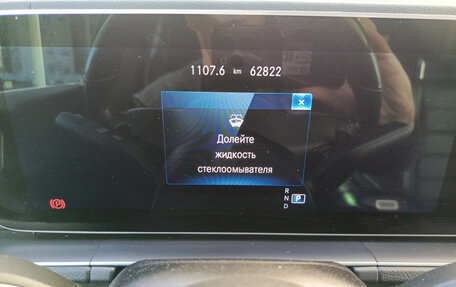 1107.6 km 62822
x
Долейте
жидкость
стеклоомывателя
R
N P
D
(P)